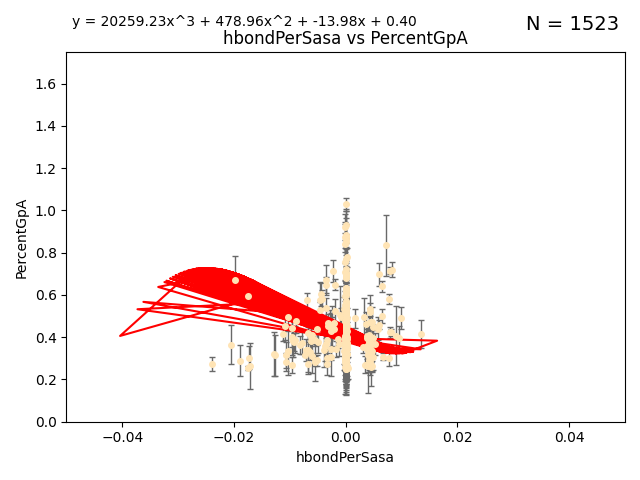 y = 20259.23x^3 + 478.96x^2 + -13.98x + 0.40
N = 1523
hbondPerSasa vs PercentGpA
PercentGpA
1.6
1.4
1.2
1.0
0.8
0.6
0.4
0.2
0.0
−0.04 −0.02 0.00 0.02 0.04
hbondPerSasa